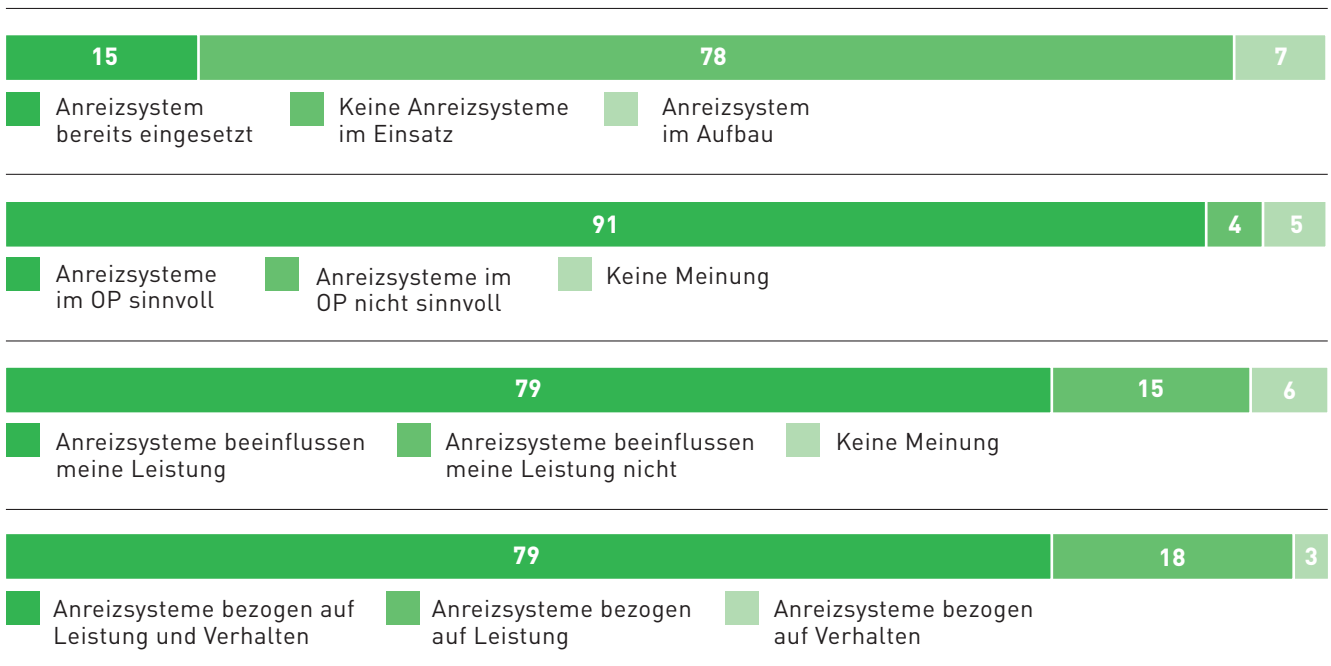 15 78 7
Anreizsystem Keine Anreizsysteme Anreizsystem
bereits eingesetzt im Einsatz im Aufbau
91 4 5
Anreizsysteme Anreizsysteme im Keine Meinung
im OP sinnvoll OP nicht sinnvoll
79 15 6
Anreizsysteme beeinflussen Anreizsysteme beeinflussen Keine Meinung
meine Leistung meine Leistung nicht
79 18 3
Anreizsysteme bezogen auf Anreizsysteme bezogen Anreizsysteme bezogen
Leistung und Verhalten auf Leistung auf Verhalten